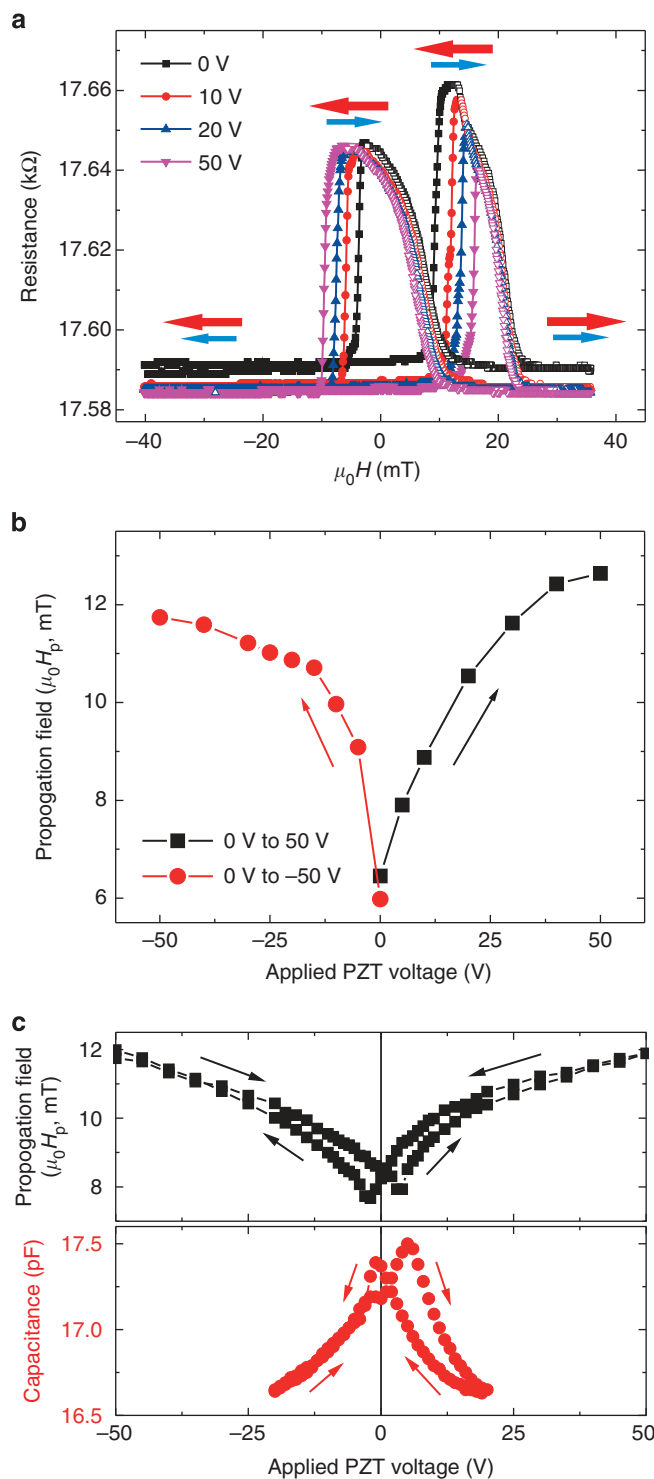 a
0 V
10 V
20 V
50 V
17.66
17.64
17.62
17.60
17.58
Resistance (kΩ)
–40 –20 0 20 40
μ0H (mT)
b
12
10
8
6
Propogation field (μ0Hp, mT)
0 V to 50 V
0 V to –50 V
–50 –25 0 25 50
Applied PZT voltage (V)
c
12
10
8
Propogation field
(μ0Hp, mT)
17.5
17.0
16.5
Capacitance (pF)
–50 –25 0 25 50
Applied PZT voltage (V)